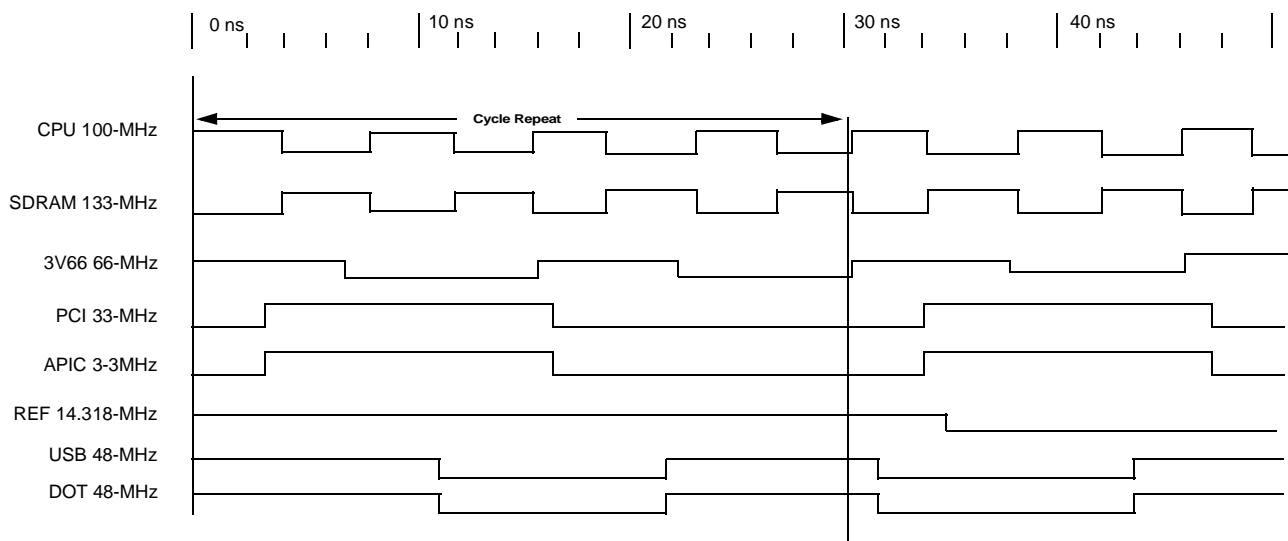 0 ns 10 ns 20 ns 30 ns 40 ns
Cycle Repeat
CPU 100-MHz
SDRAM 133-MHz
3V66 66-MHz
PCI 33-MHz
APIC 3-3MHz
REF 14.318-MHz
USB 48-MHz
DOT 48-MHz